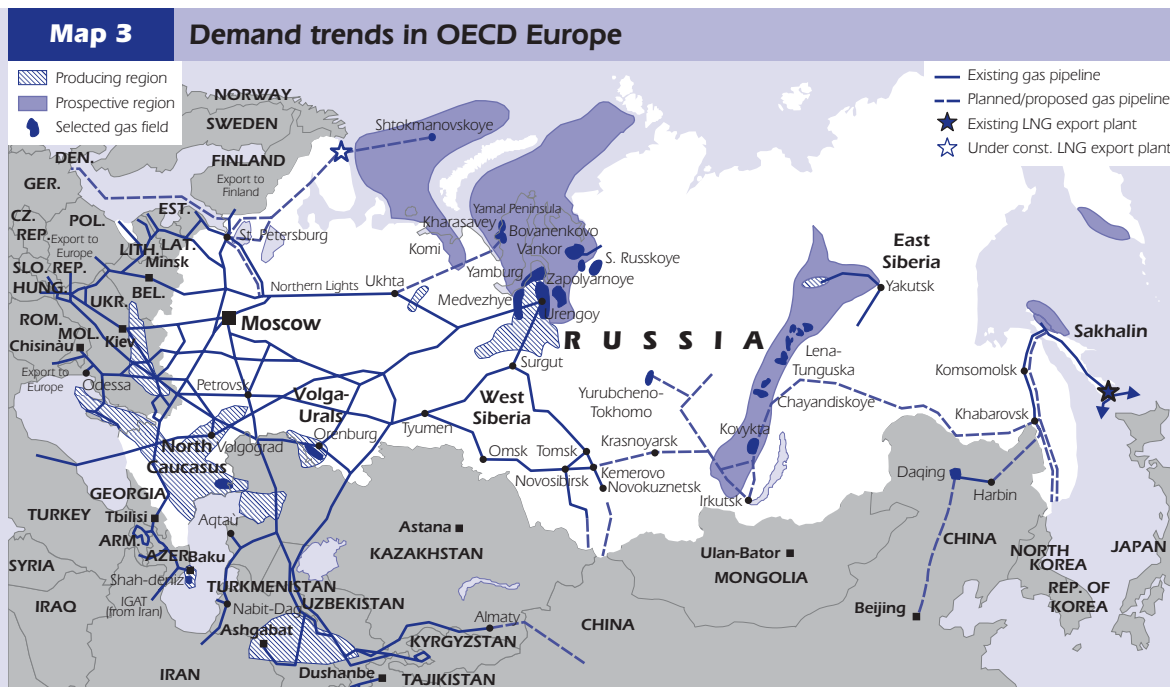 Map 3
Demand trends in OECD Europe
Producing region
Prospective region
Selected gas field
Existing gas pipeline
Planned/proposed gas pipeline
Existing LNG export plant
Under const. LNG export plant
NORWAY
SWEDEN
FINLAND
Export to
Finland
DEN.
GER.
CZ.
REP.
POL.
Export to
Europe
EST.
LAT.
LITH.
Minsk
BEL.
SLO. REP.
HUNG.
UKR.
ROM.
MOL.
Chisinau
Kiev
Export to
Europe
Odessa
St. Petersburg
Northern Lights
Moscow
Petrovsk
Volga-
Urals
Orenburg
Volgograd
North
Caucasus
GEORGIA
TURKEY
Tbilisi
ARM.
AZER.
Baku
Shah-deniz
IGAT
(from Iran)
SYRIA
IRAQ
IRAN
Aqtau
TURKMENISTAN
Nabit-Dag
Ashgabat
UZBEKISTAN
Dushanbe
TAJIKISTAN
KYRGYZSTAN
Almaty
Astana
KAZAKHSTAN
Shtokmanovskoye
Yamal Peninsula
Kharasavey
Bovanenkovo
Komi
Vankor
S. Russkoye
Yamburg
Zapolyarnoye
Medvezhye
Urengoy
Ukhta
RUSSIA
Surgut
West
Siberia
Tyumen
Omsk
Tomsk
Novosibirsk
Kemerovo
Novokuznetsk
Krasnoyarsk
Yurubcheno-
Tokhomo
Irkutsk
Kovykta
Chayandiskoye
Lena-
Tunguska
East
Siberia
Yakutsk
Sakhalin
Komsomolsk
Khabarovsk
Daqing
Harbin
CHINA
NORTH
KOREA
JAPAN
REP. OF
KOREA
Beijing
Ulan-Bator
MONGOLIA
CHINA